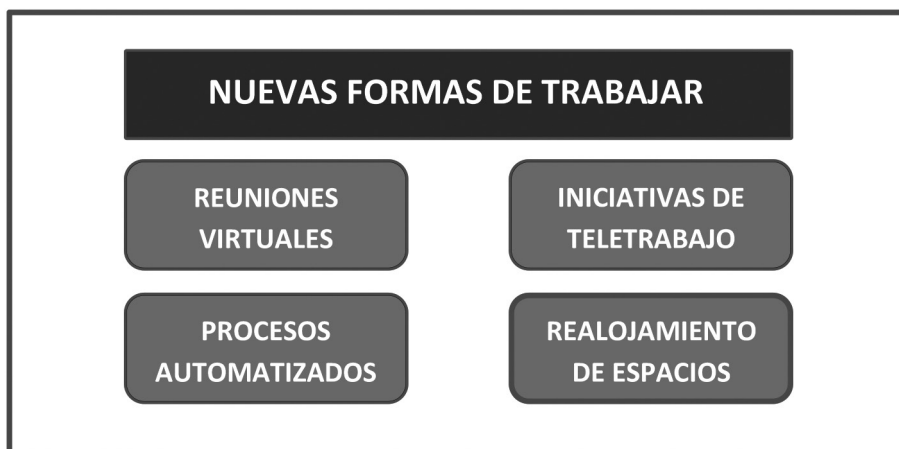 NUEVAS FORMAS DE TRABAJAR
REUNIONES
VIRTUALES
INICIATIVAS DE
TELETRABAJO
PROCESOS
AUTOMATIZADOS
REALOJAMIENTO
DE ESPACIOS